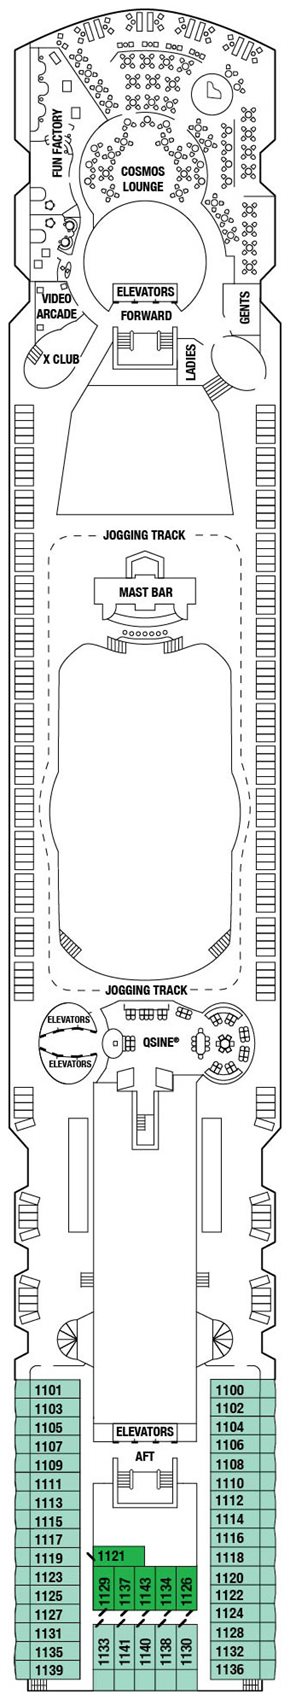 FUN FACTORY
COSMOS
LOUNGE
ELEVATORS
FORWARD
VIDEO
ARCADE
GENTS
X CLUB
LADIES
JOGGING TRACK
MAST BAR
JOGGING TRACK
ELEVATORS
QSINE®
ELEVATORS
ELEVATORS
AFT
1101 1100
1103 1102
1105 1104
1107 1106
1109 1108
1111 1110
1113 1112
1115 1114
1117 1116
1119 1121 1118
1123 1120
1125 1129 1137 1143 1134 1126 1122
1127 1124
1131 1128
1135 1133 1141 1140 1138 1130 1132
1139 1136